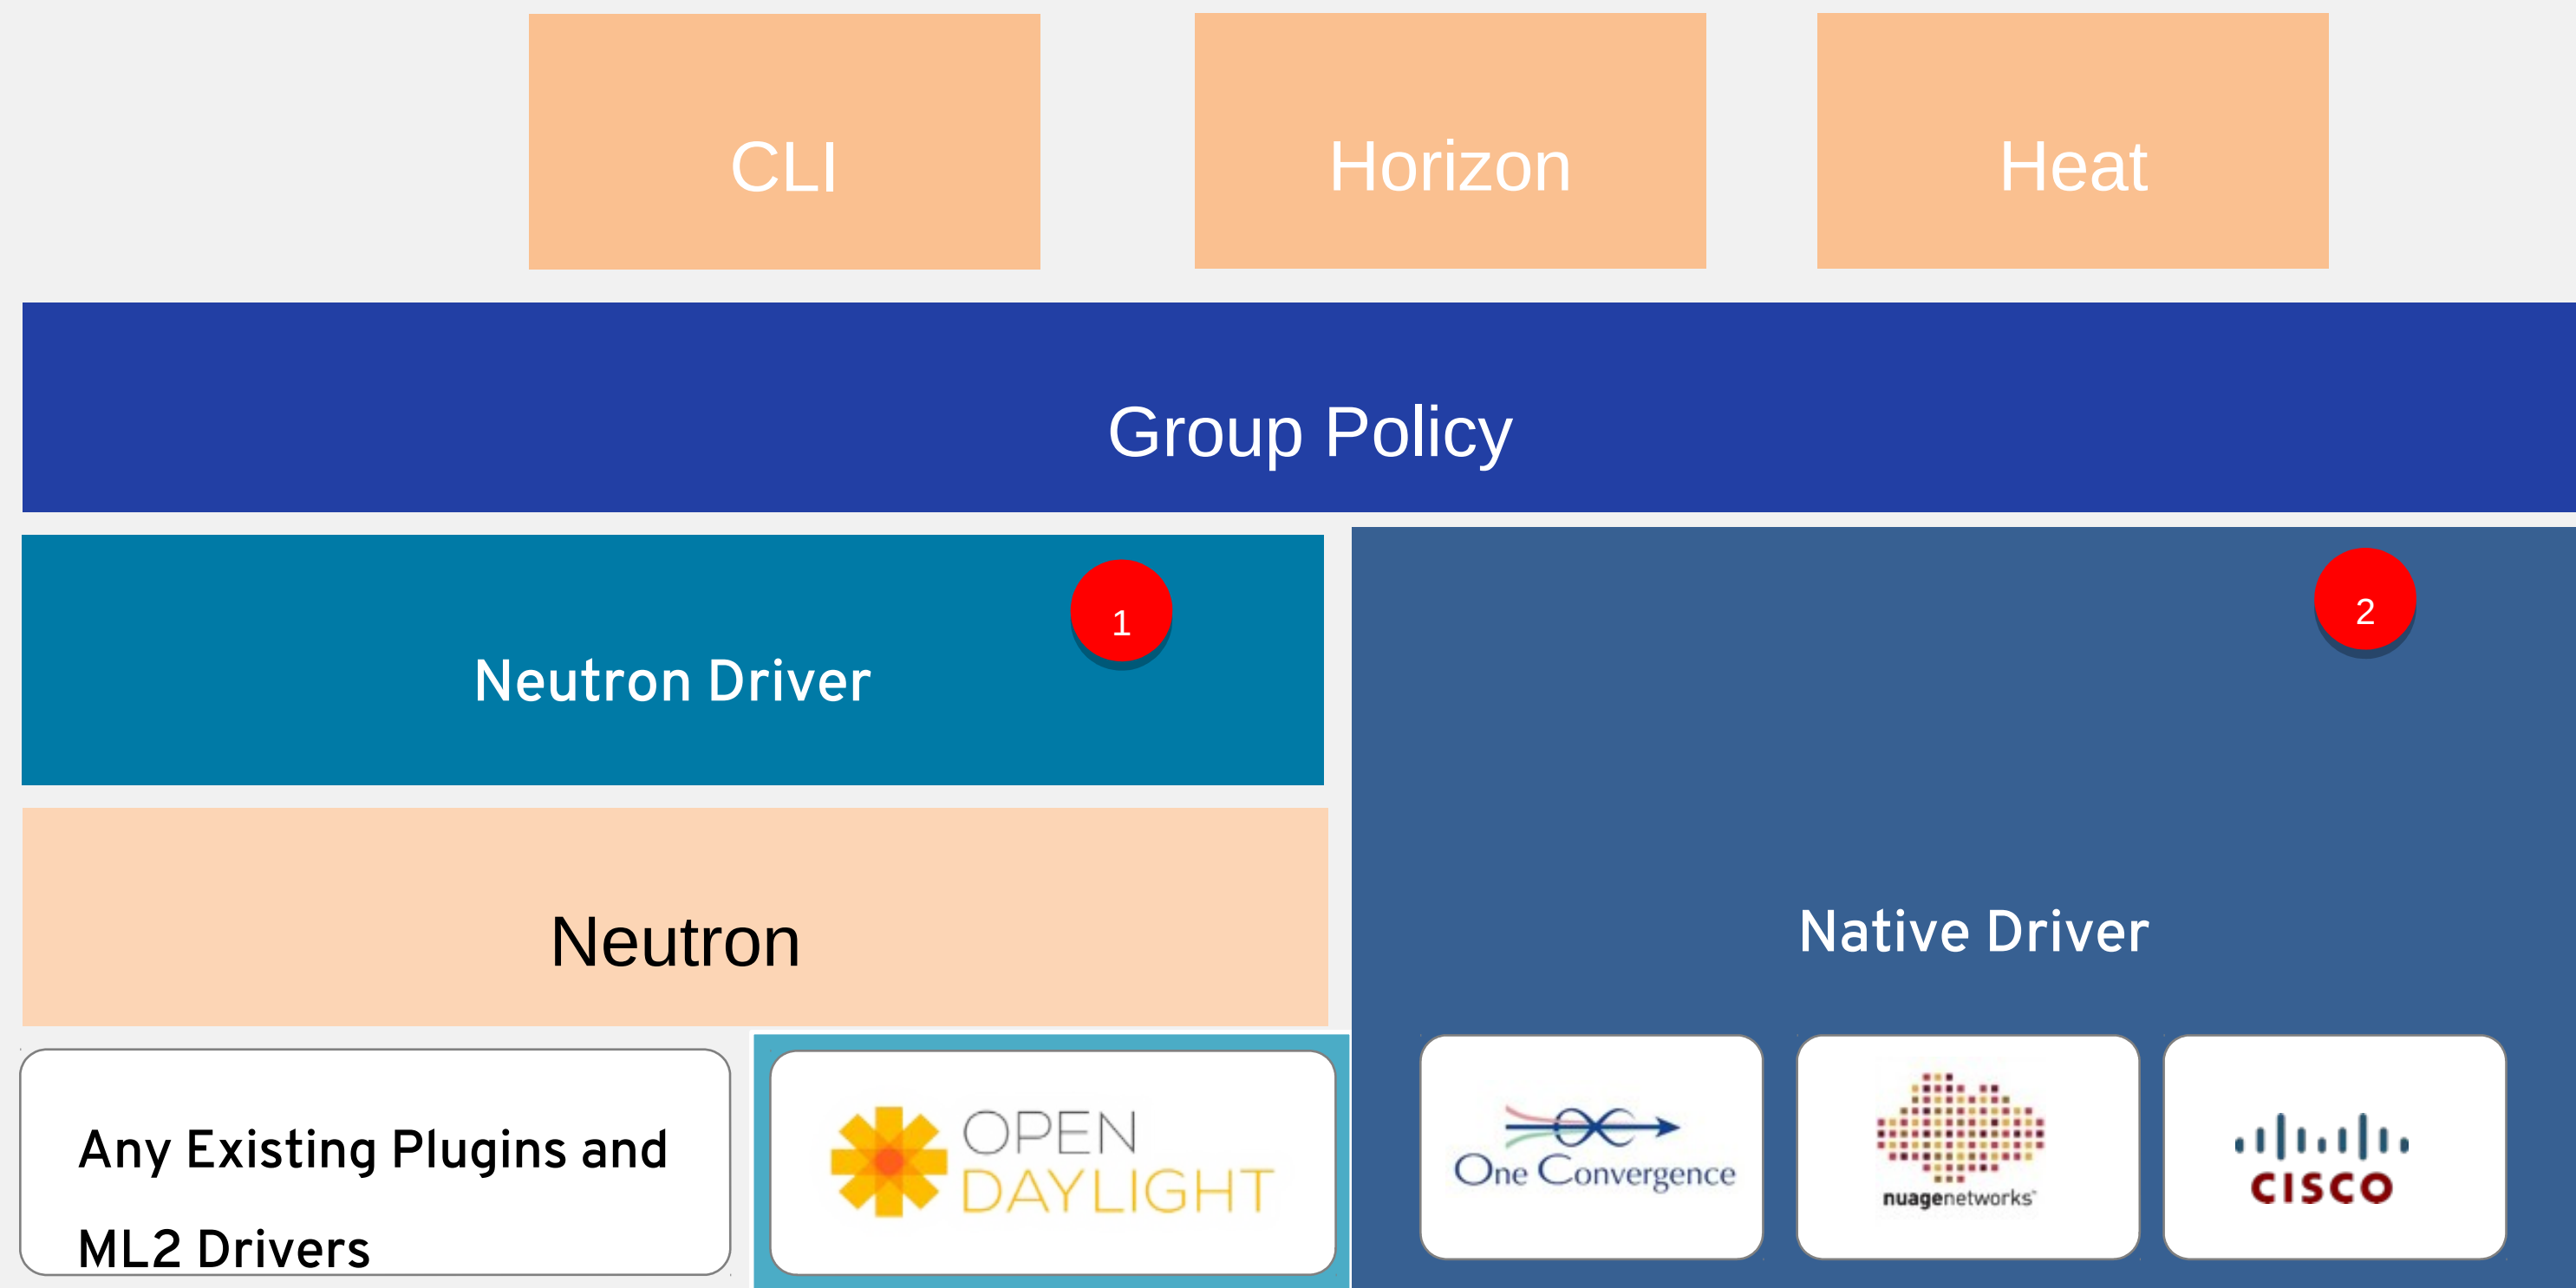 CLI
Horizon
Heat
Group Policy
1
Neutron Driver
2
Neutron
Native Driver
Any Existing Plugins and
ML2 Drivers
OPEN
DAYLIGHT
One Convergence
nuagenetworks
CISCO